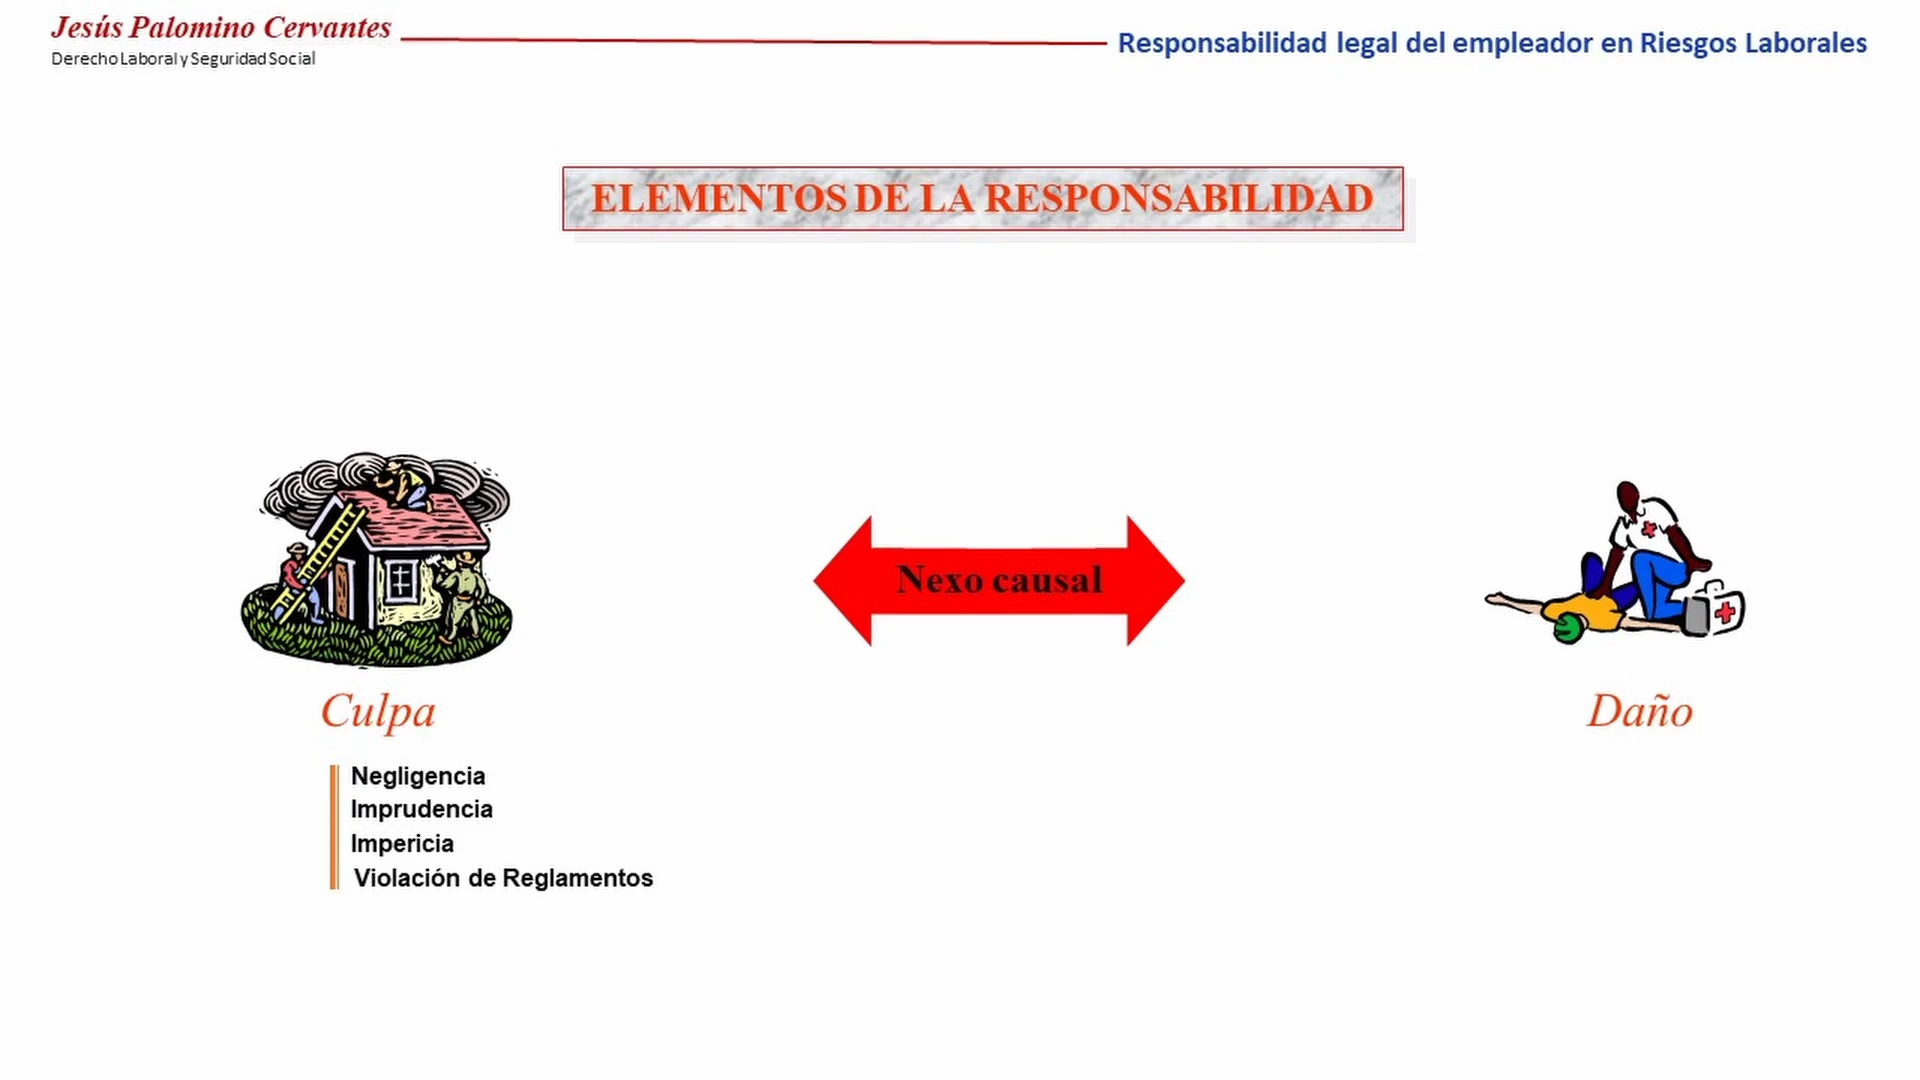 Jesús Palomino Cervantes
Derecho Laboral y Seguridad Social
Responsabilidad legal del empleador en Riesgos Laborales
ELEMENTOS DE LA RESPONSABILIDAD
Nexo causal
Culpa
Daño
Negligencia
Imprudencia
Impericia
Violación de Reglamentos